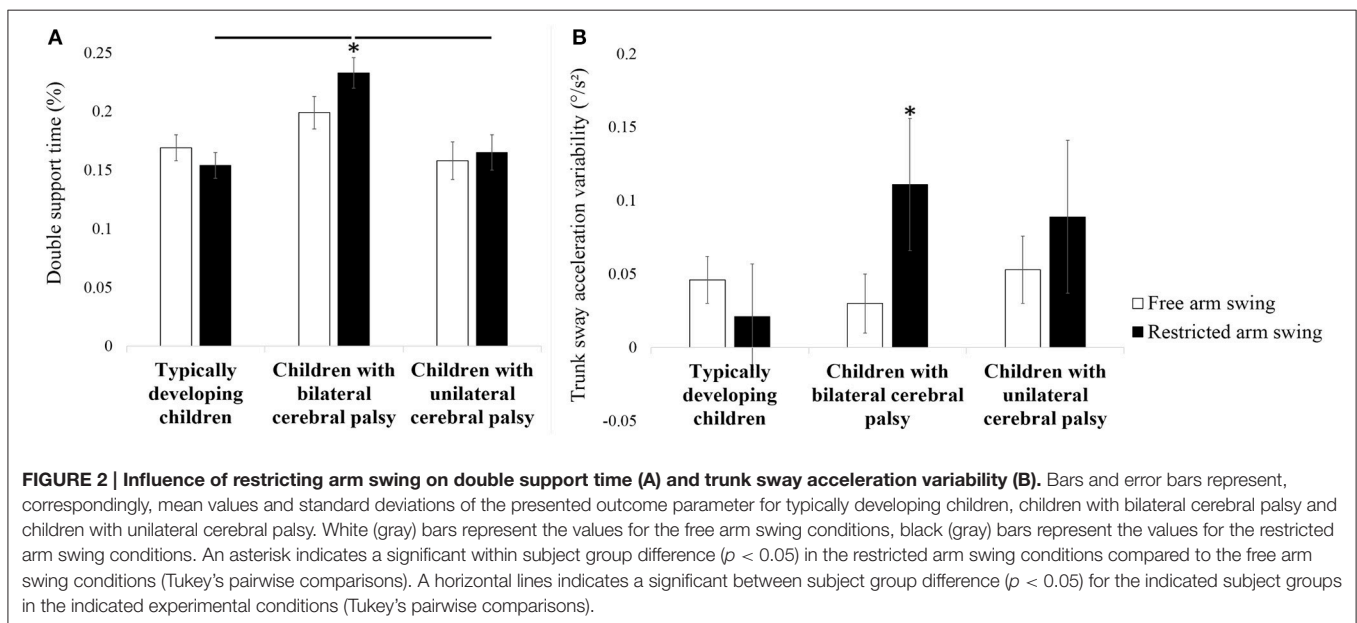 A
Double support time (%)
0.25
*
0.2
0.15
0.1
0.05
0
Typically
developing
children
Children with
bilateral
cerebral palsy
Children with
unilateral
cerebral palsy
B
Trunk sway acceleration variability (°/s²)
0.2
0.15
*
0.1
0.05
0
-0.05
Typically
developing
children
Children with
bilateral cerebral
palsy
Children with
unilateral
cerebral palsy
Free arm swing
Restricted arm swing
FIGURE 2 | Influence of restricting arm swing on double support time (A) and trunk sway acceleration variability (B). Bars and error bars represent,
correspondingly, mean values and standard deviations of the presented outcome parameter for typically developing children, children with bilateral cerebral palsy and
children with unilateral cerebral palsy. White (gray) bars represent the values for the free arm swing conditions, black (gray) bars represent the values for the restricted
arm swing conditions. An asterisk indicates a significant within subject group difference (p < 0.05) in the restricted arm swing conditions compared to the free arm
swing conditions (Tukey's pairwise comparisons). A horizontal lines indicates a significant between subject group difference (p < 0.05) for the indicated subject groups
in the indicated experimental conditions (Tukey's pairwise comparisons).